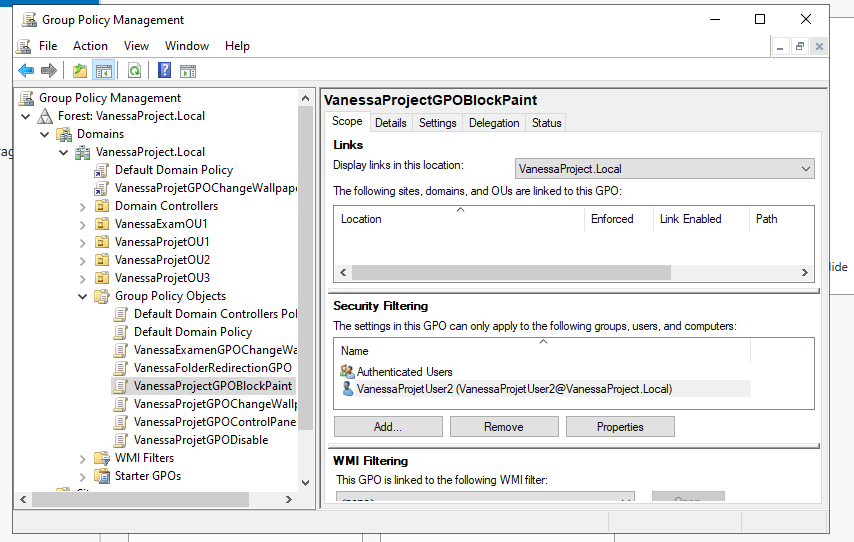 Group Policy Management
File Action View Window Help
Group Policy Management
Forest: VanessaProject.Local
Domains
VanessaProject.Local
Default Domain Policy
VanessaProjetGPOChangeWallpape
Domain Controllers
VanessaExamOU1
VanessaProjetOU1
VanessaProjetOU2
VanessaProjetOU3
Group Policy Objects
Default Domain Controllers Pol
Default Domain Policy
VanessaExamenGPOChangeWa
VanessaFolderRedirectionGPO
VanessaProjectGPOBlockPaint
VanessaProjetGPOChangeWallp
VanessaProjetGPOControlPane
VanessaProjetGPODisable
WMI Filters
Starter GPOs
VanessaProjectGPOBlockPaint
Scope Details Settings Delegation Status
Links
Display links in this location: VanessaProject.Local
The following sites, domains, and OUs are linked to this GPO:
Location Enforced Link Enabled Path
Security Filtering
The settings in this GPO can only apply to the following groups, users, and computers:
Name
Authenticated Users
VanessaProjetUser2 (VanessaProjetUser2@VanessaProject.Local)
Add... Remove Properties
WMI Filtering
This GPO is linked to the following WMI filter:
<none>
Open